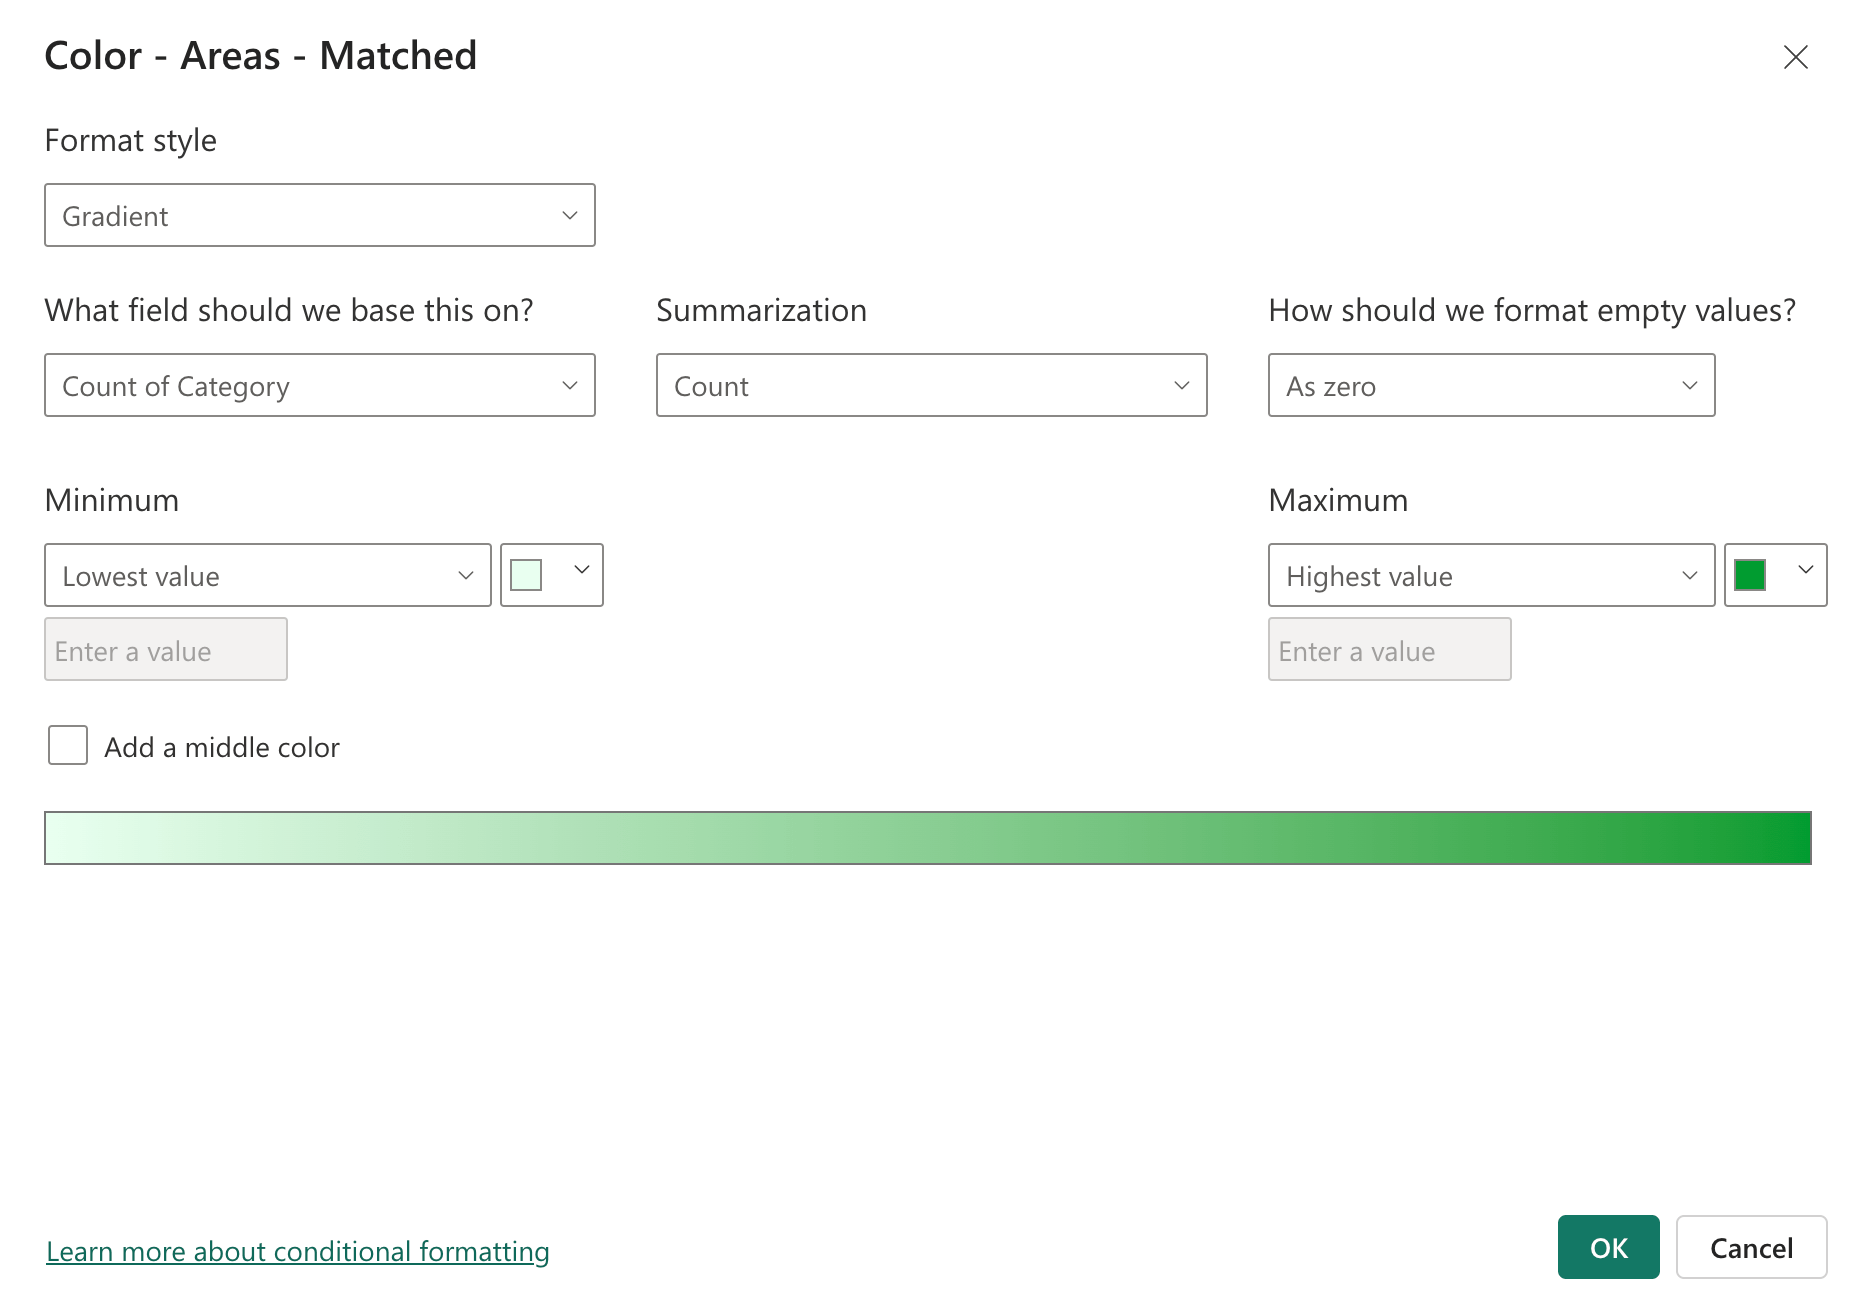 Color - Areas - Matched
Format style
Gradient
What field should we base this on?
Summarization
How should we format empty values?
Count of Category
Count
As zero
Minimum
Maximum
Lowest value
Highest value
Enter a value
Enter a value
Add a middle color
Learn more about conditional formatting
OK
Cancel